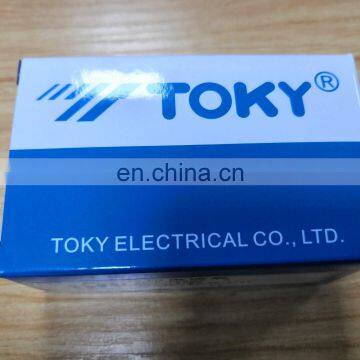 TOKY®
en.china.cn
TOKY ELECTRICAL CO., LTD.